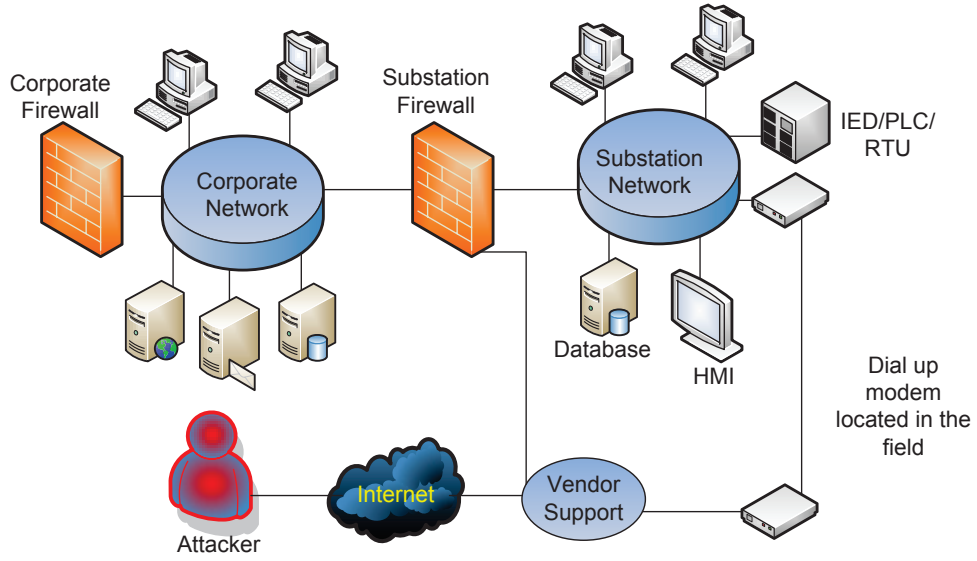 Corporate
Firewall
Substation
Firewall
IED/PLC/
RTU
Corporate
Network
Substation
Network
Database
HMI
Dial up
modem
located in the
field
Internet
Vendor
Support
Attacker